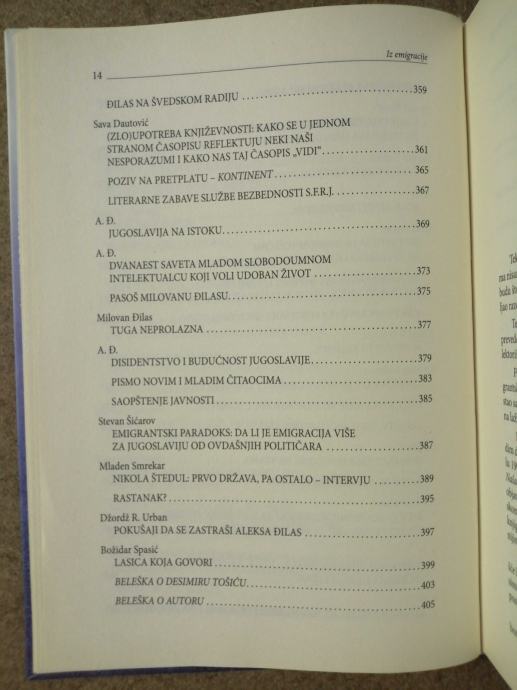 14 Iz emigracije
ĐILAS NA ŠVEDSKOM RADIJU ........................................359
Sava Dautović
(ZLO)UPOTREBA KNJIŽEVNOSTI: KAKO SE U JEDNOM
STRANOM ČASOPISU REFLEKTUJU NEKI NAŠI
NESPORAZUMI I KAKO NAS TAJ ČASOPIS „VIDI”......................361
POZIV NA PRETPLATU – KONTINENT ................................365
LITERARNE ZABAVE SLUŽBE BEZBEDNOSTI S.F.R.J. ..................367
A. Đ.
JUGOSLAVIJA NA ISTOKU...........................................369
A. Đ.
DVANAEST SAVETA MLADOM SLOBODOUMNOM
INTELEKTUALCU KOJI VOLI UDOBAN ŽIVOT .........................373
PASOŠ MILOVANU ĐILASU..........................................375
Milovan Đilas
TUGA NEPROLAZNA ...............................................377
A. Đ.
DISIDENTSTVO I BUDUĆNOST JUGOSLAVIJE..........................379
PISMO NOVIM I MLADIM ČITAOCIMA ...............................383
SAOPŠTENJE JAVNOSTI ............................................385
Stevan Šićarov
EMIGRANTSKI PARADOKS: DA LI JE EMIGRACIJA VIŠE
ZA JUGOSLAVIJU OD OVDAŠNJIH POLITIČARA .......................387
Mladen Smrekar
NIKOLA ŠTEDUL: PRVO DRŽAVA, PA OSTALO – INTERVJU .............389
RASTANAK? .....................................................395
Džordž R. Urban
POKUŠAJI DA SE ZASTRAŠI ALEKSA ĐILAS .........................397
Božidar Spasić
LASICA KOJA GOVORI ............................................399
BELEŠKA O DESIMIRU TOŠIĆU......................................403
BELEŠKA O AUTORU ..............................................405